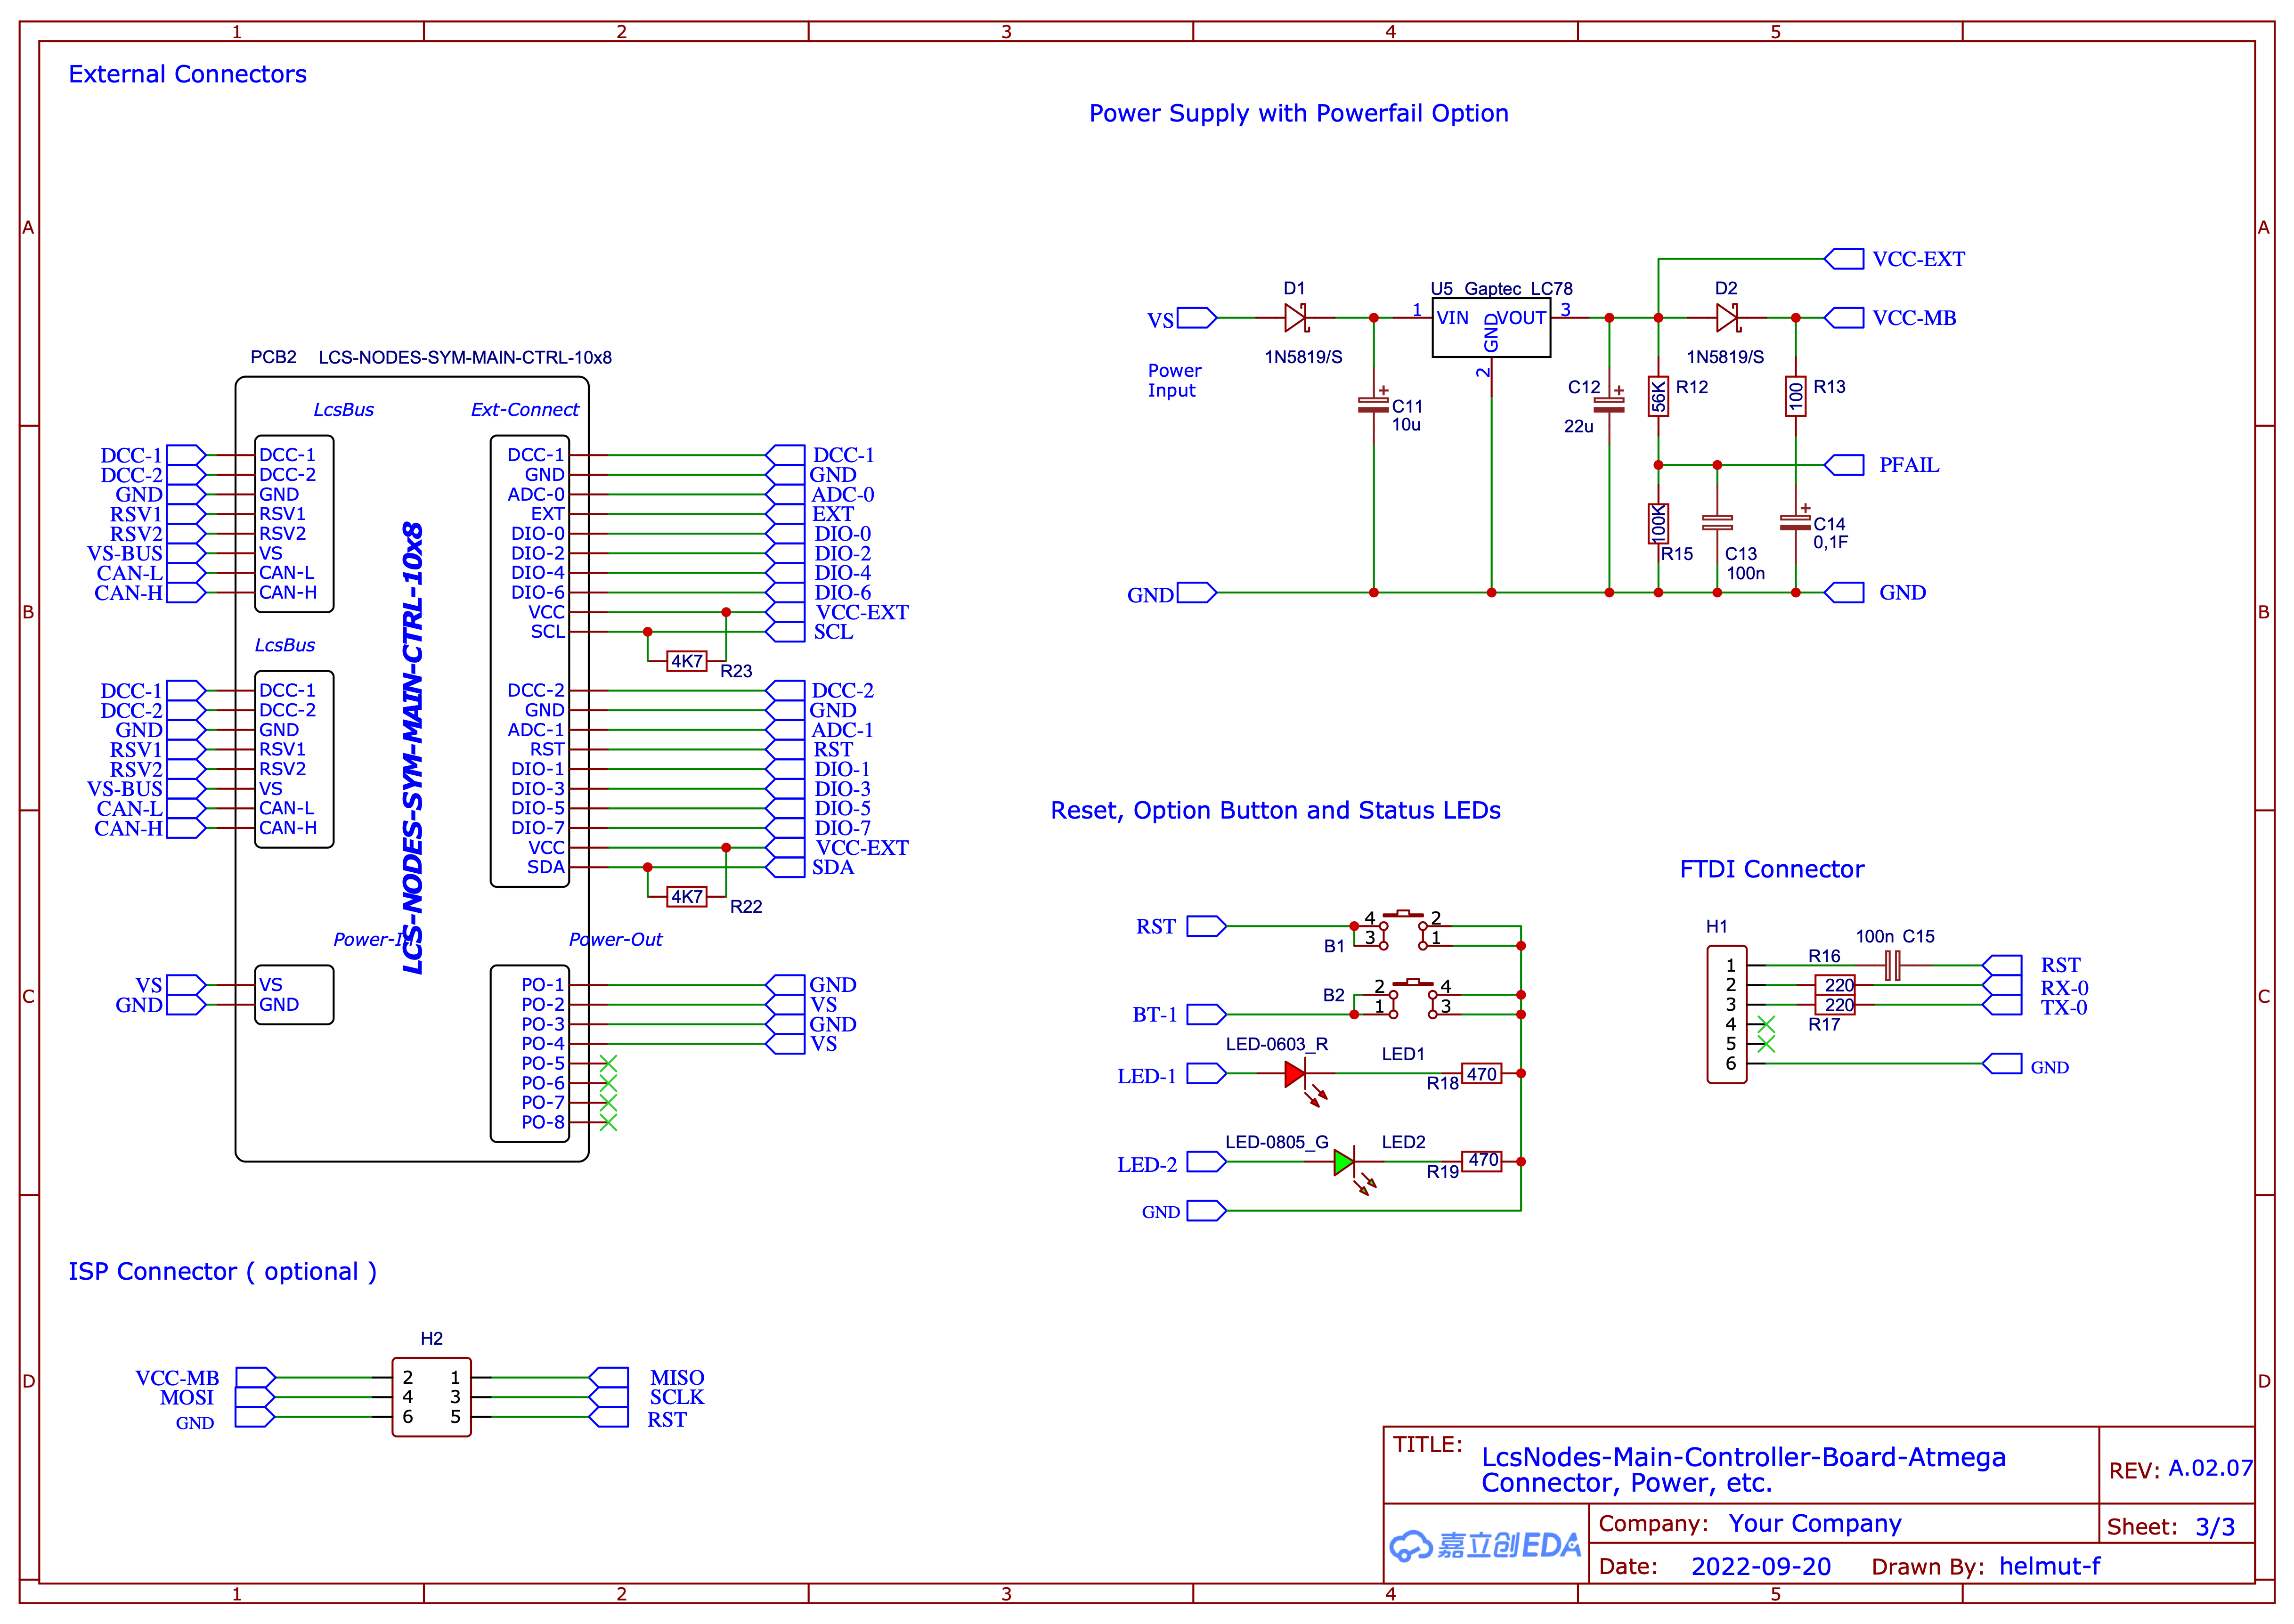 1 2 3 4 5
External Connectors
Power Supply with Powerfail Option
A A
VCC-EXT
D1 U5 Gaptec_LC78 D2
VS 1 VIN GND VOUT 3 VCC-MB
2
1N5819/S 1N5819/S
Power
Input
C11
10u
C12
22u
56K R12
100 R13
PFAIL
100K
R15
C13
100n
C14
0,1F
GND GND
PCB2 LCS-NODES-SYM-MAIN-CTRL-10x8
LcsBus Ext-Connect
LCS-NODES-SYM-MAIN-CTRL-10x8
DCC-1 DCC-1 DCC-1 DCC-1
DCC-2 DCC-2 GND GND
GND GND ADC-0 ADC-0
RSV1 RSV1 EXT EXT
RSV2 RSV2 DIO-0 DIO-0
VS-BUS VS DIO-2 DIO-2
CAN-L CAN-L DIO-4 DIO-4
CAN-H CAN-H DIO-6 DIO-6
VCC VCC-EXT
SCL SCL
B B
LcsBus
4K7 R23
DCC-1 DCC-1 DCC-2 DCC-2
DCC-2 DCC-2 GND GND
GND GND ADC-1 ADC-1
RSV1 RSV1 RST RST
RSV2 RSV2 DIO-1 DIO-1
VS-BUS VS DIO-3 DIO-3
CAN-L CAN-L DIO-5 DIO-5
CAN-H CAN-H DIO-7 DIO-7
VCC VCC-EXT
SDA SDA
4K7 R22
Power-In Power-Out
VS VS PO-1 GND
GND GND PO-2 VS
PO-3 GND
PO-4 VS
PO-5
PO-6
PO-7
PO-8
C C
Reset, Option Button and Status LEDs
RST 4 2
B1 3 1
B2 2 4
BT-1 1 3
LED-0603_R LED1
LED-1 R18 470
LED-0805_G LED2
LED-2 R19 470
GND
FTDI Connector
H1
100n C15
1 R16 RST
2 220 RX-0
3 220 TX-0
4 R17
5
6 GND
ISP Connector ( optional )
H2
VCC-MB 2 1 MISO
MOSI 4 3 SCLK
GND 6 5 RST
D D
TITLE: LcsNodes-Main-Controller-Board-Atmega
Connector, Power, etc.
REV: A.02.07
嘉立创EDA
Company: Your Company
Sheet: 3/3
Date: 2022-09-20 Drawn By: helmut-f
1 2 3 4 5